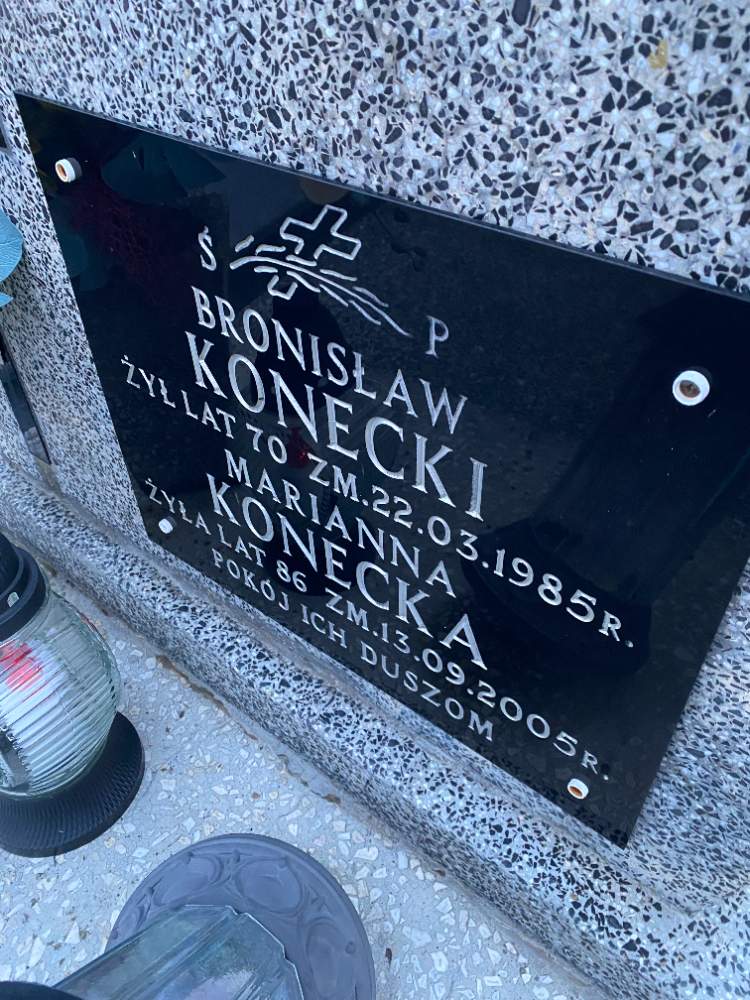 Ś P
BRONISŁAW
KONECKI
ŻYŁ LAT 70 ZM.22.03.1985R.
MARIANNA
KONECKA
ŻYŁA LAT 86 ZM.13.09.2005R.
POKÓJ ICH DUSZOM